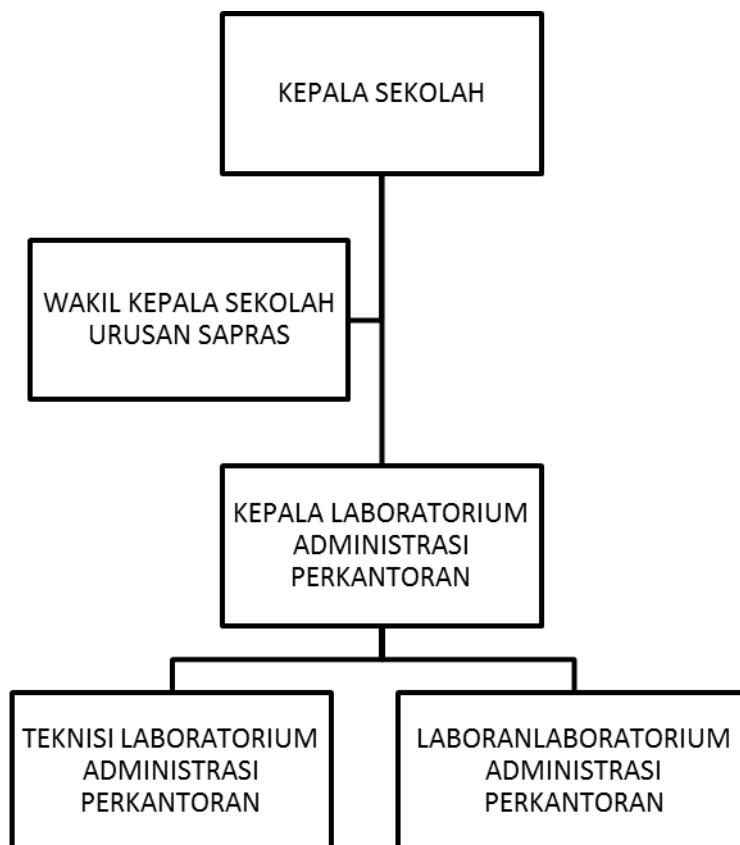 KEPALA SEKOLAH
WAKIL KEPALA SEKOLAH
URUSAN SAPRAS
KEPALA LABORATORIUM
ADMINISTRASI
PERKANTORAN
TEKNISI LABORATORIUM
ADMINISTRASI
PERKANTORAN
LABORANLABORATORIUM
ADMINISTRASI
PERKANTORAN